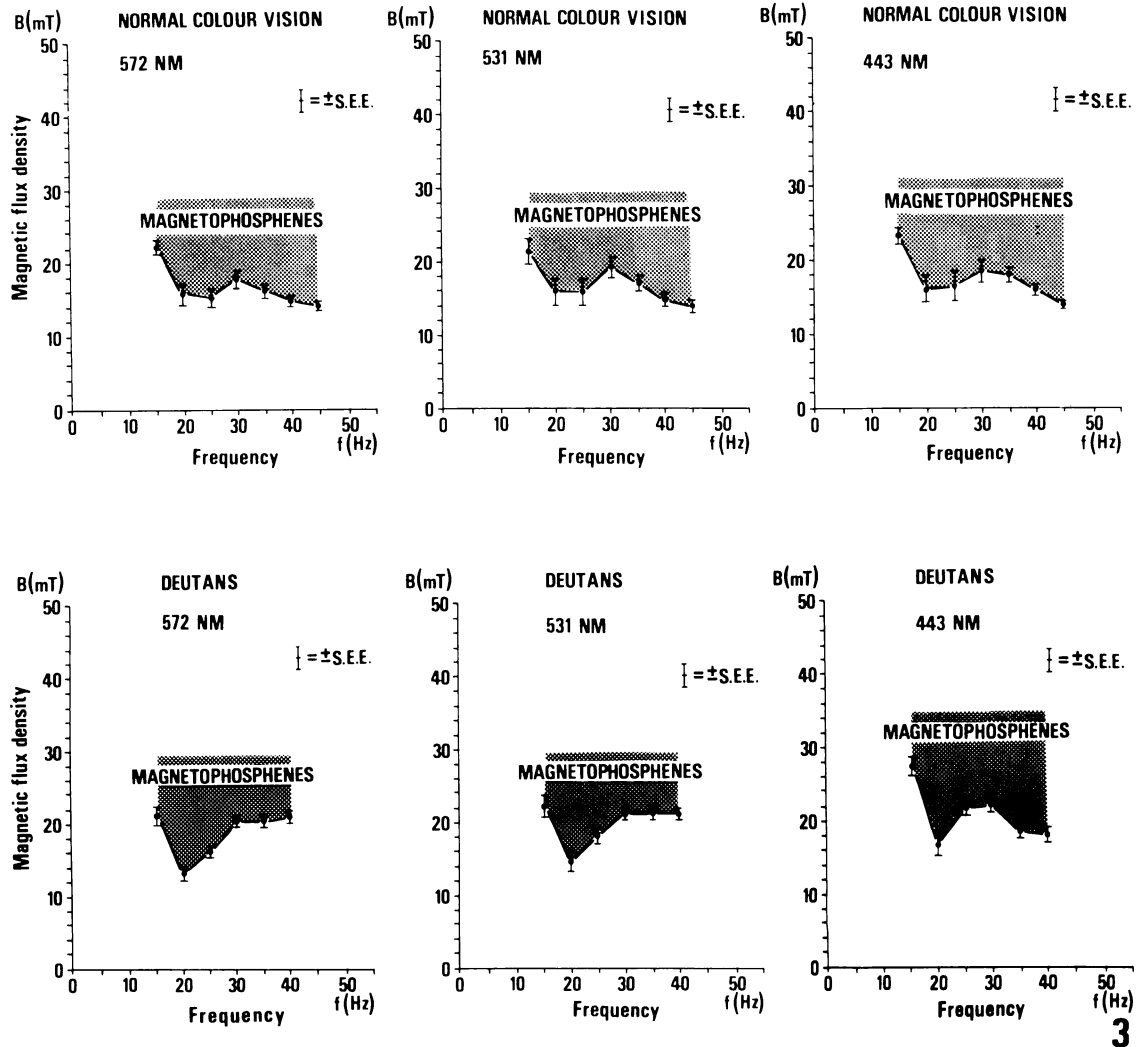 B(mT) NORMAL COLOUR VISION
572 NM
I = ±S.E.E.
MAGNETOPHOSPHENES
Magnetic flux density
50
40
30
20
10
0
0 10 20 30 40 50
f (Hz)
Frequency
B(mT) NORMAL COLOUR VISION
531 NM
I = ±S.E.E.
MAGNETOPHOSPHENES
50
40
30
20
10
0
0 10 20 30 40 50
f (Hz)
Frequency
B(mT) NORMAL COLOUR VISION
443 NM
I = ±S.E.E.
MAGNETOPHOSPHENES
50
40
30
20
10
0
0 10 20 30 40 50
f (Hz)
Frequency
B(mT) DEUTANS
572 NM
I = ±S.E.E.
MAGNETOPHOSPHENES
Magnetic flux density
50
40
30
20
10
0
0 10 20 30 40 50
f (Hz)
Frequency
B(mT) DEUTANS
531 NM
I = ±S.E.E.
MAGNETOPHOSPHENES
50
40
30
20
10
0
0 10 20 30 40 50
f (Hz)
Frequency
B(mT) DEUTANS
443 NM
I = ±S.E.E.
MAGNETOPHOSPHENES
50
40
30
20
10
0
0 10 20 30 40 50
f (Hz)
Frequency
3